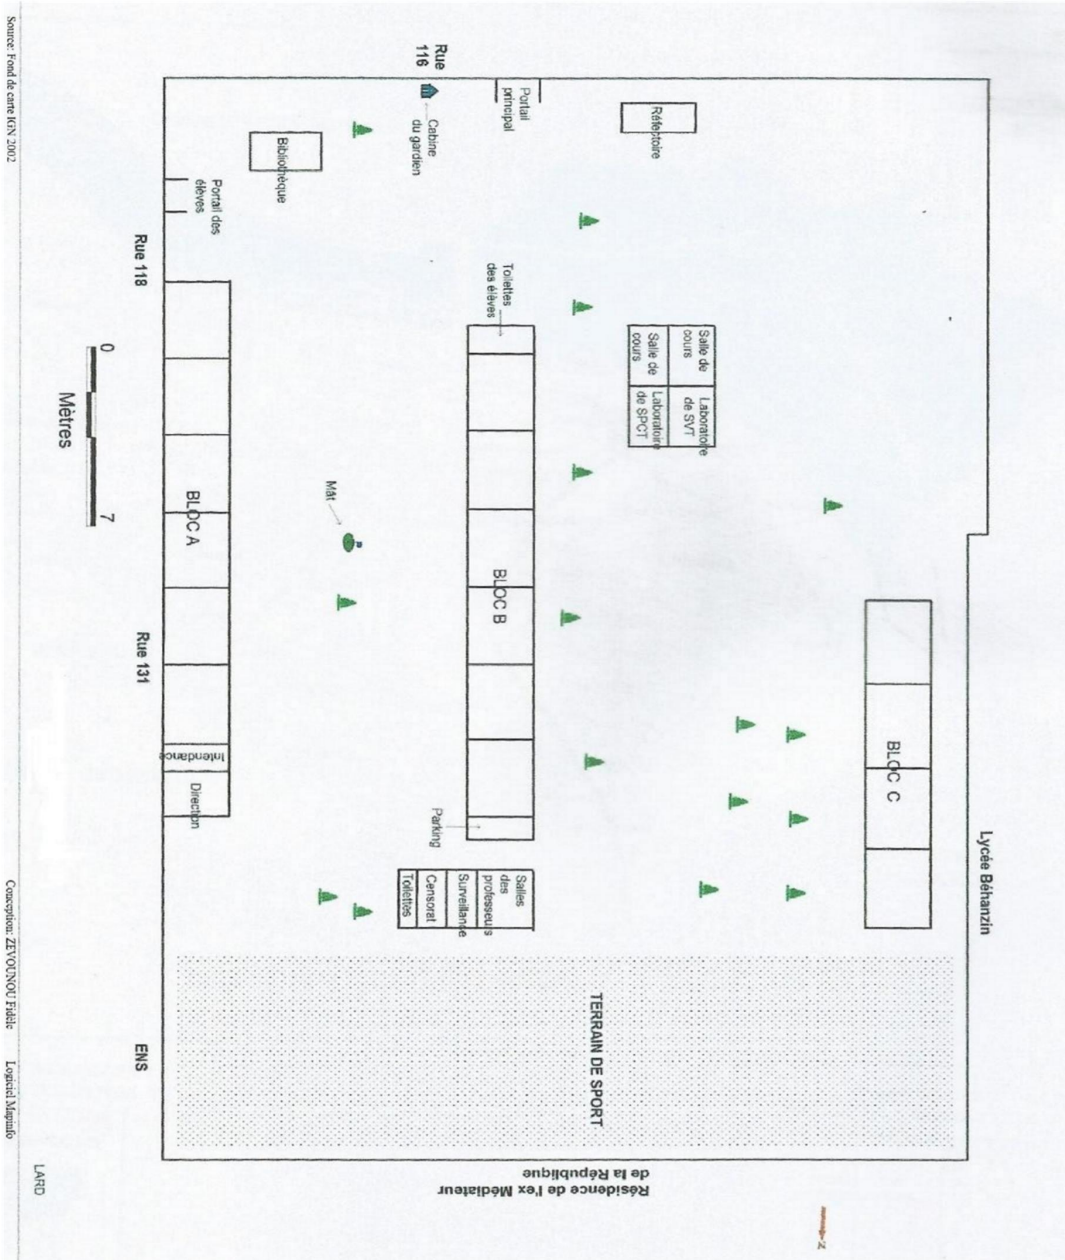 Lycée Béhanzin
Rue
116
Cabine
du gardien
Portail
principal
Réfectoire
Bibliothèque
Portail des
élèves
Rue 118
Toilettes
des élèves
Salle de
cours
Laboratoire
de SVT
Salle de
cours
Laboratoire
de SPCT
BLOC A
BLOC B
BLOC C
Mât
Rue 131
Intendance
Direction
Parking
Salles
des
professeurs
Surveillance
Censorat
Toilettes
TERRAIN DE SPORT
ENS
Résidence de l'ex Médiateur
de la République
N
0
7
Mètres
Source: Fond de carte IGN 2002
Conception: ZEVOUNOU Fidèle
Logiciel Mapinfo
LARD